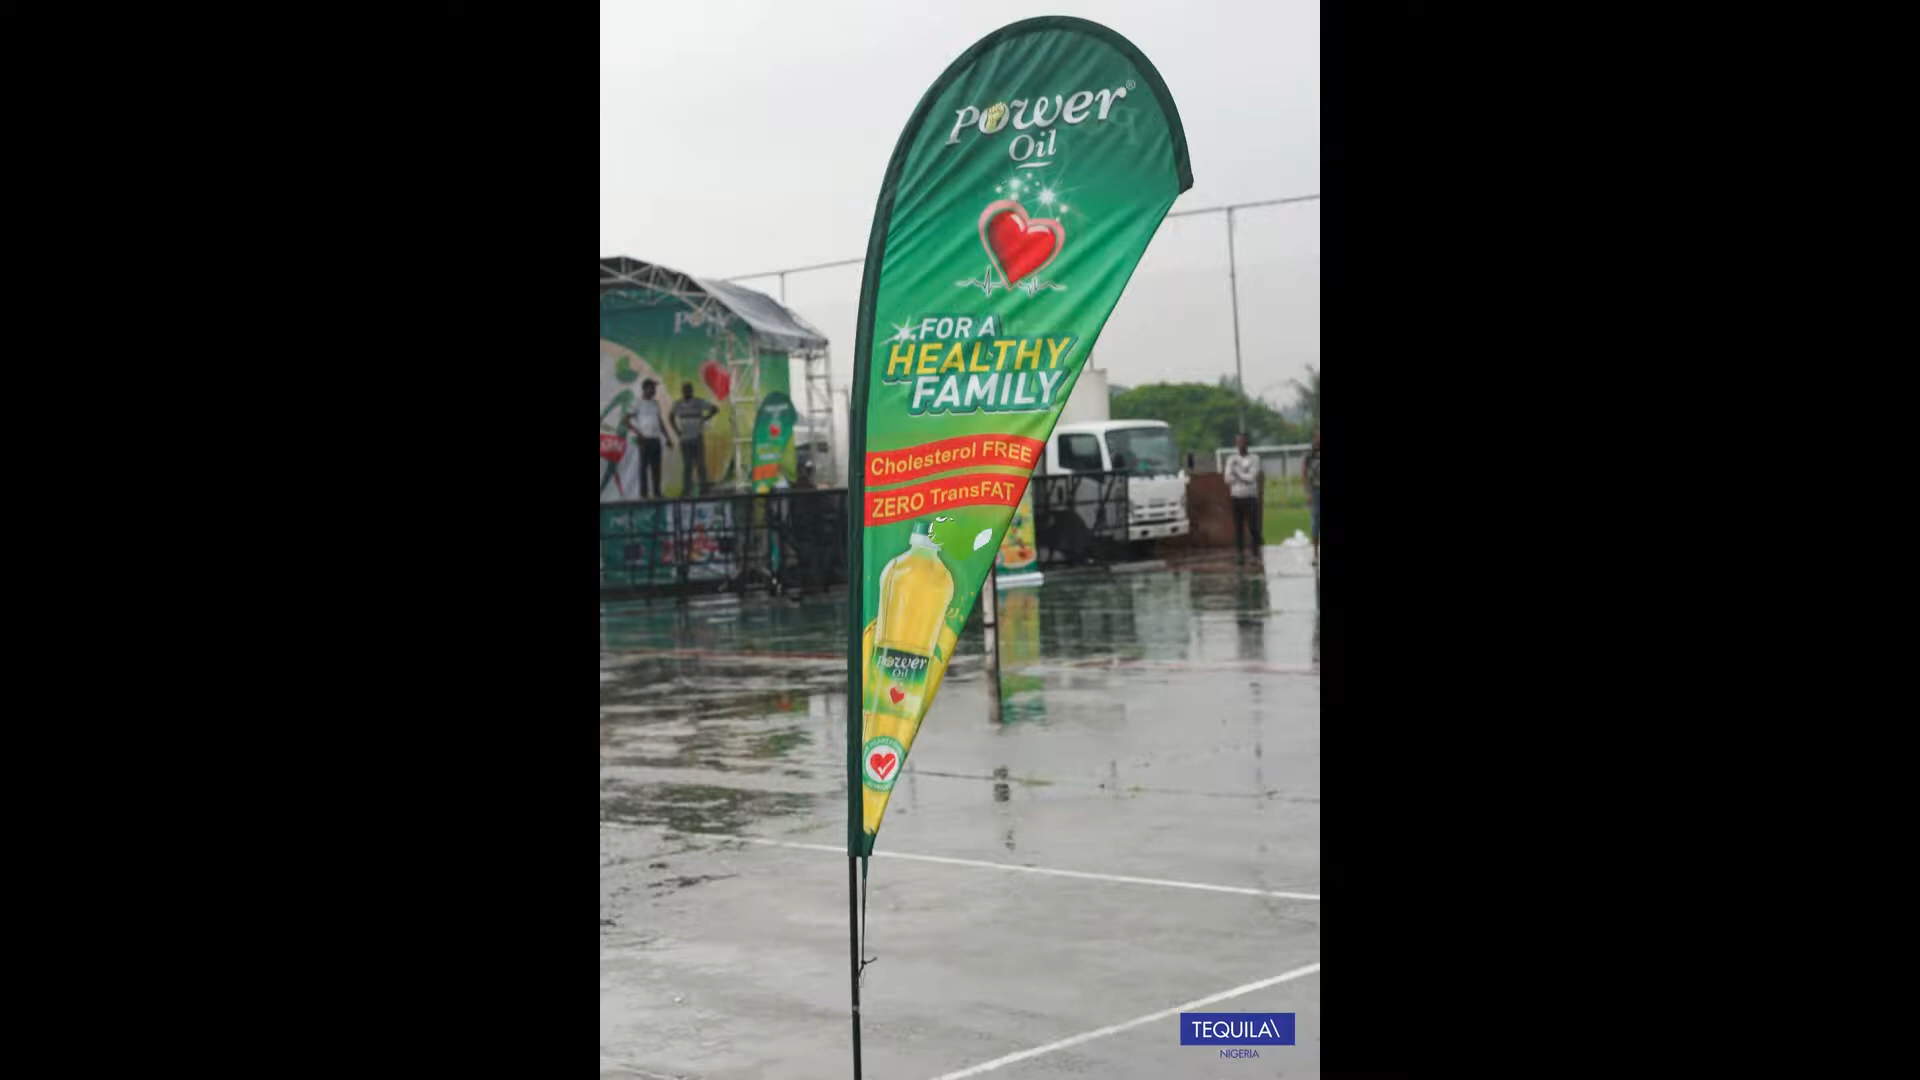 Power®
Oil
FOR A
HEALTHY
FAMILY
Cholesterol FREE
ZERO TransFAT
Power
Oil
TEQUILA\
NIGERIA